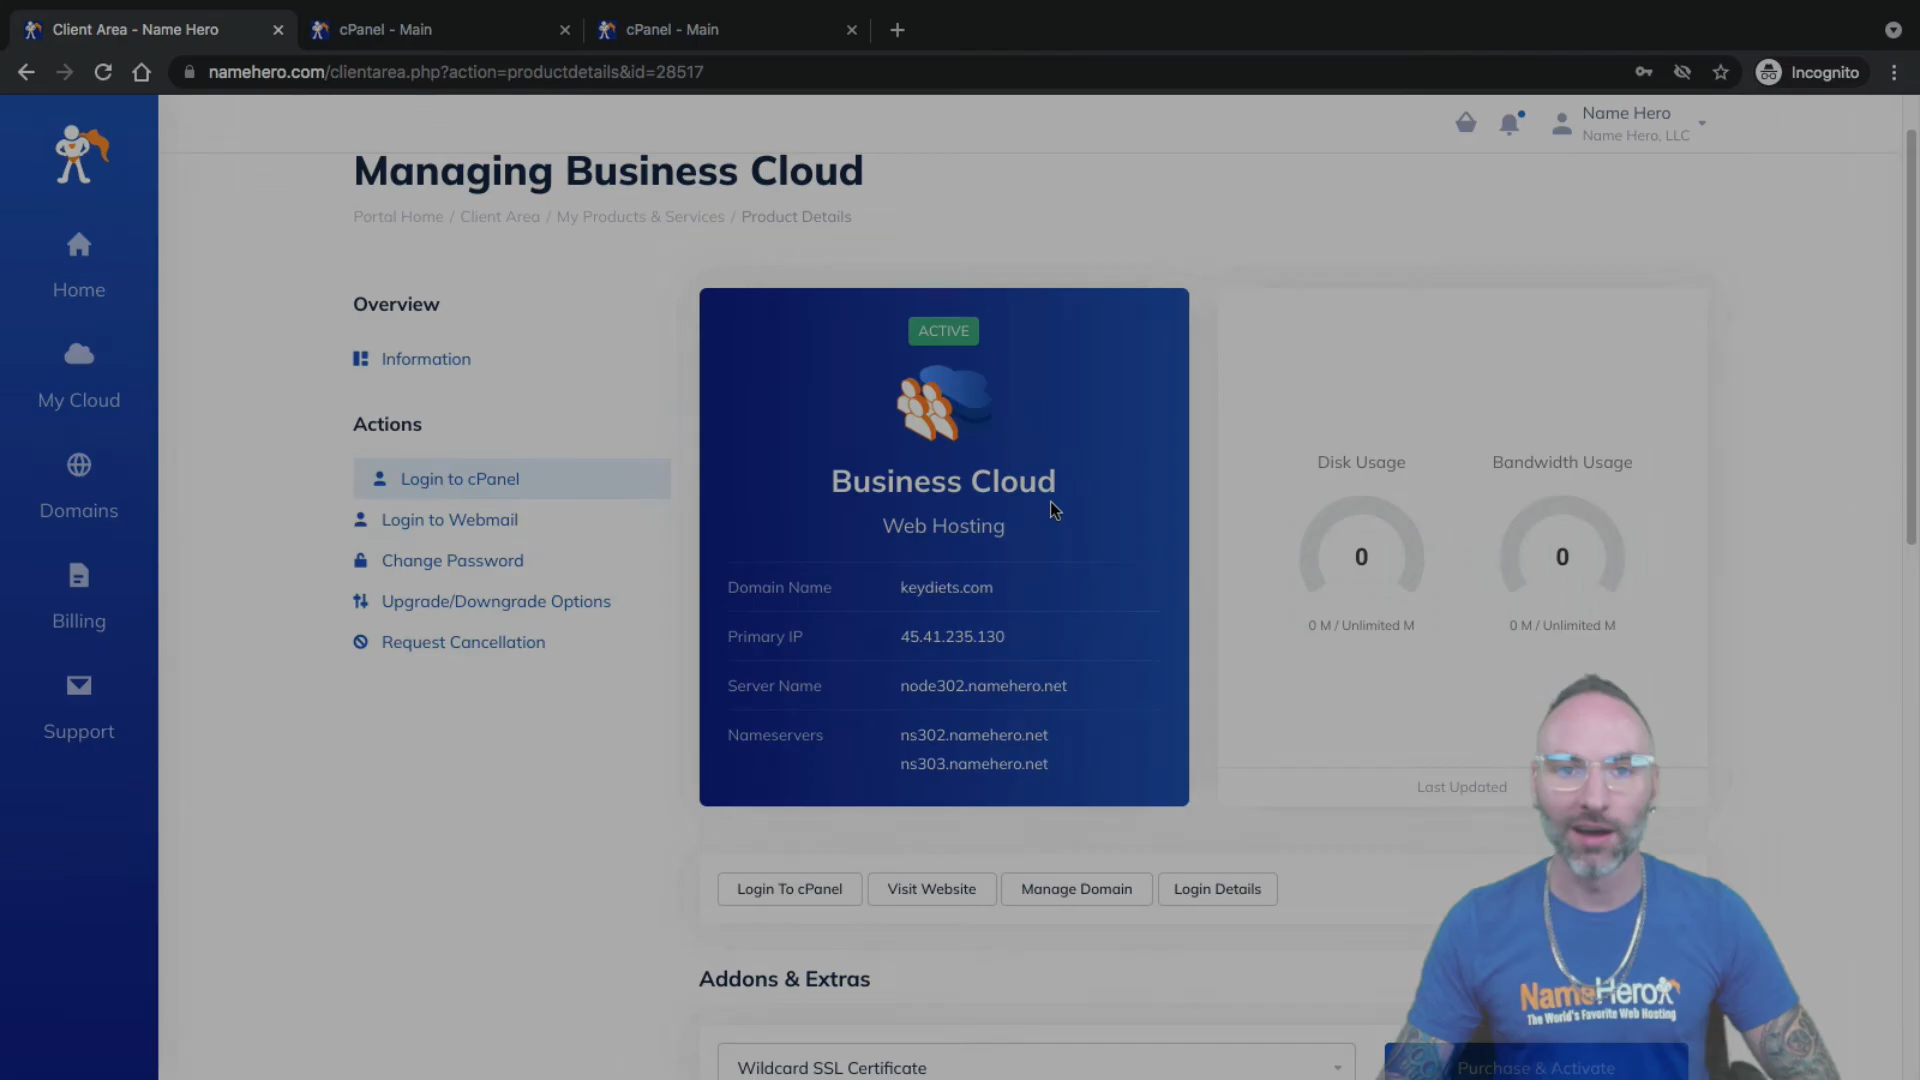 Client Area - Name Hero
cPanel - Main
cPanel - Main
namehero.com/clientarea.php?action=productdetails&id=28517
Incognito
Name Hero
Name Hero, LLC
Managing Business Cloud
Portal Home / Client Area / My Products & Services / Product Details
Home
My Cloud
Domains
Billing
Support
Overview
Information
Actions
Login to cPanel
Login to Webmail
Change Password
Upgrade/Downgrade Options
Request Cancellation
ACTIVE
Business Cloud
Web Hosting
Domain Name keydiets.com
Primary IP 45.41.235.130
Server Name node302.namehero.net
Nameservers ns302.namehero.net
ns303.namehero.net
Disk Usage
0
0 M / Unlimited M
Bandwidth Usage
0
0 M / Unlimited M
Last Updated
Login To cPanel
Visit Website
Manage Domain
Login Details
Addons & Extras
Wildcard SSL Certificate
Purchase & Activate
NameHero
The World's Favorite Web Hosting